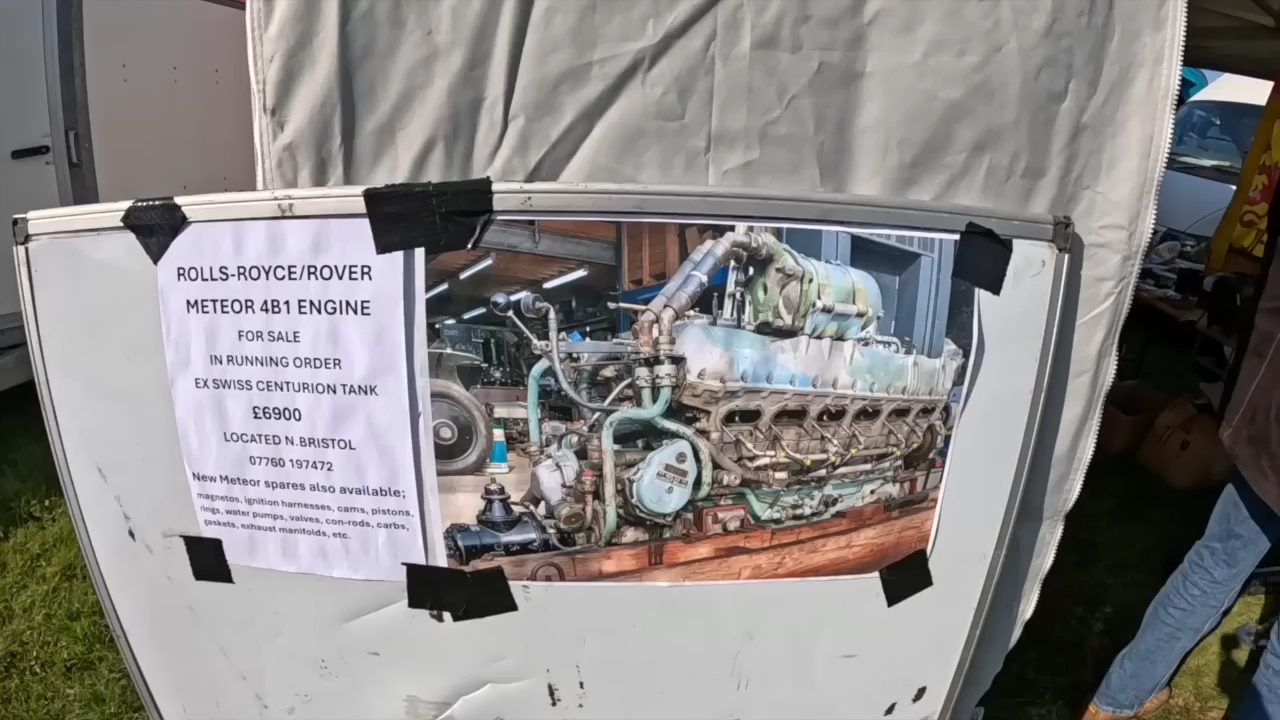 ROLLS-ROYCE/ROVER
METEOR 4B1 ENGINE
FOR SALE
IN RUNNING ORDER
EX SWISS CENTURION TANK
£6900
LOCATED N.BRISTOL
07760 197472
New Meteor spares also available;
magnetos, ignition harnesses, cams, pistons,
rings, water pumps, valves, con-rods, carbs,
gaskets, exhaust manifolds, etc.